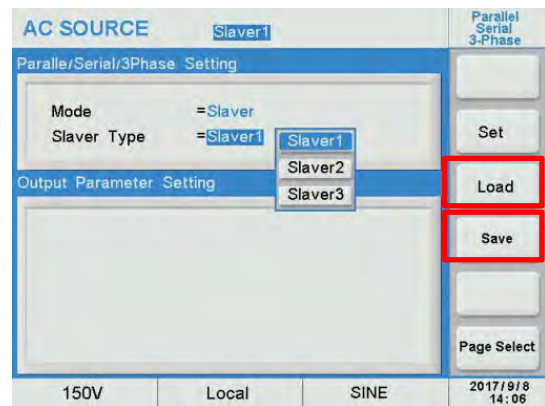 AC SOURCE
Slaver1
Parallel
Serial
3-Phase
Paralle/Serial/3Phase Setting
Mode =Slaver
Slaver Type =Slaver1
Slaver1
Slaver2
Slaver3
Output Parameter Setting
Set
Load
Save
Page Select
150V
Local
SINE
2017/9/8
14:06